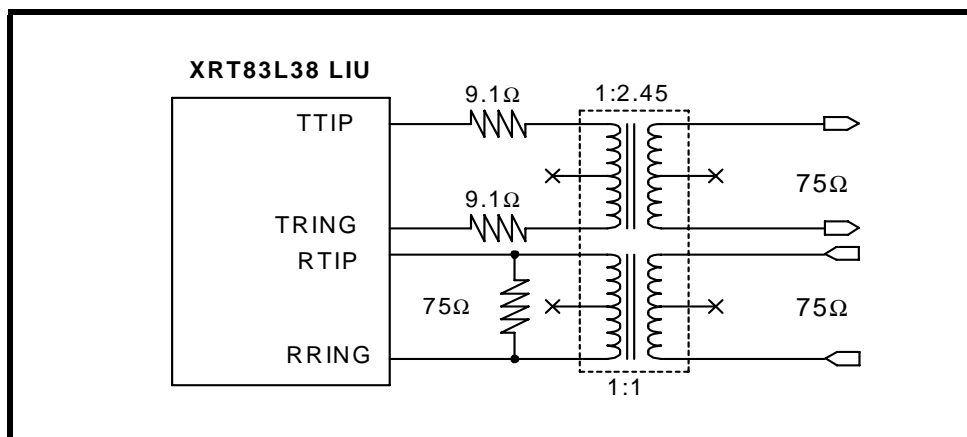 XRT83L38 LIU
9.1Ω
1:2.45
TTIP
75Ω
9.1Ω
TRING
RTIP
75Ω
75Ω
RRING
1:1